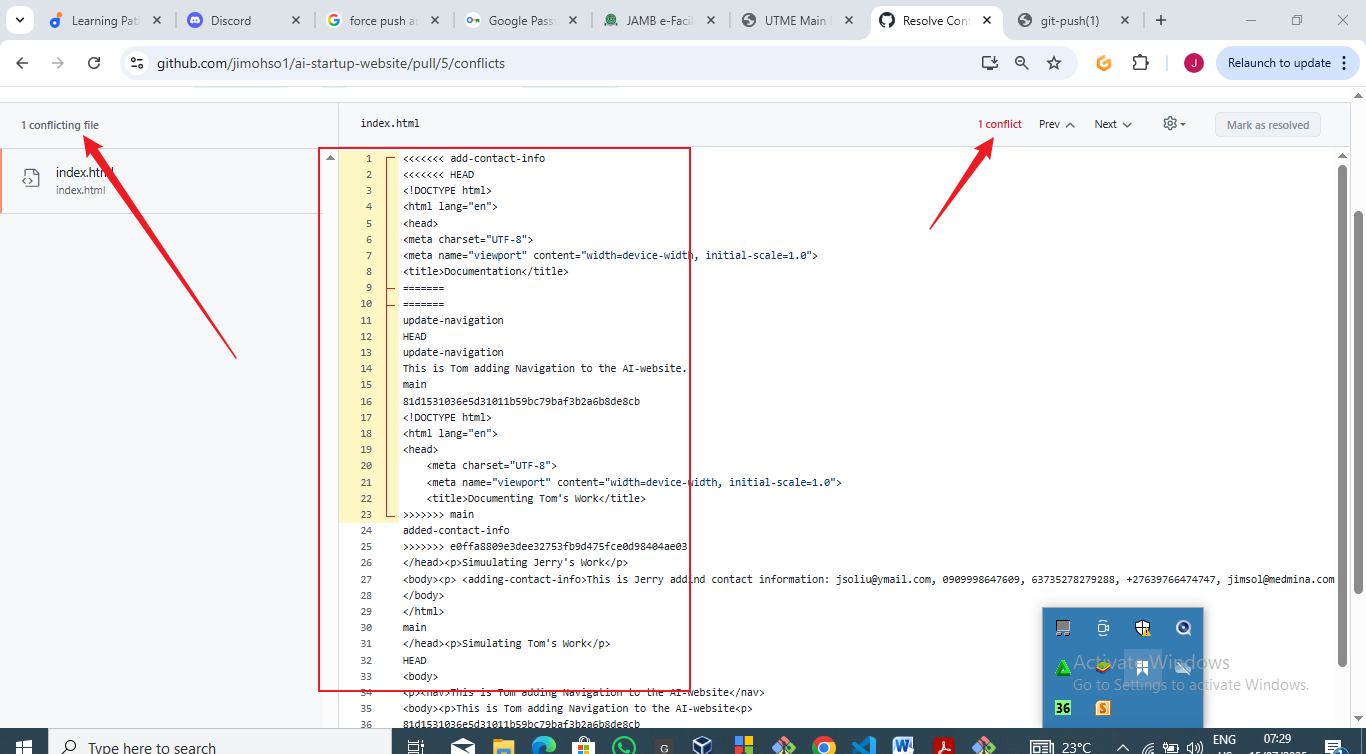 Learning Pat
Discord
force push a
Google Pass
JAMB e-Facil
UTME Main
Resolve Con
git-push(1)
github.com/jimohso1/ai-startup-website/pull/5/conflicts
J
Relaunch to update
1 conflicting file
index.html
1 conflict
Prev
Next
Mark as resolved
index.html
index.html
1 <<<<<<< add-contact-info
2 <<<<<<< HEAD
3 <!DOCTYPE html>
4 <html lang="en">
5 <head>
6 <meta charset="UTF-8">
7 <meta name="viewport" content="width=device-width, initial-scale=1.0">
8 <title>Documentation</title>
9 =======
10 =======
11 update-navigation
12 HEAD
13 update-navigation
14 This is Tom adding Navigation to the AI-website.
15 main
16 81d1531036e5d31011b59bc79baf3b2a6b8de8cb
17 <!DOCTYPE html>
18 <html lang="en">
19 <head>
20 <meta charset="UTF-8">
21 <meta name="viewport" content="width=device-width, initial-scale=1.0">
22 <title>Documenting Tom's Work</title>
23 >>>>>>> main
24 added-contact-info
25 >>>>>>> e0ffa8809e3dee32753fb9d475fce0d98404ae03
26 </head><p>Simuulating Jerry's Work</p>
27 <body><p> <adding-contact-info>This is Jerry addind contact information: jsoliu@ymail.com, 0909998647609, 63735278279288, +27639766474747, jimsol@medmina.com
28 </body>
29 </html>
30 main
31 </head><p>Simulating Tom's Work</p>
32 HEAD
33 <body>
34 <p><nav>This is Tom adding Navigation to the AI-website</nav>
35 <body><p>This is Tom adding Navigation to the AI-website<p>
36 81d1531036e5d31011b59bc79baf3b2a6b8de8cb
Activate Windows
Go to Settings to activate Windows.
36
S
Type here to search
G
W
23°C
ENG
07:29